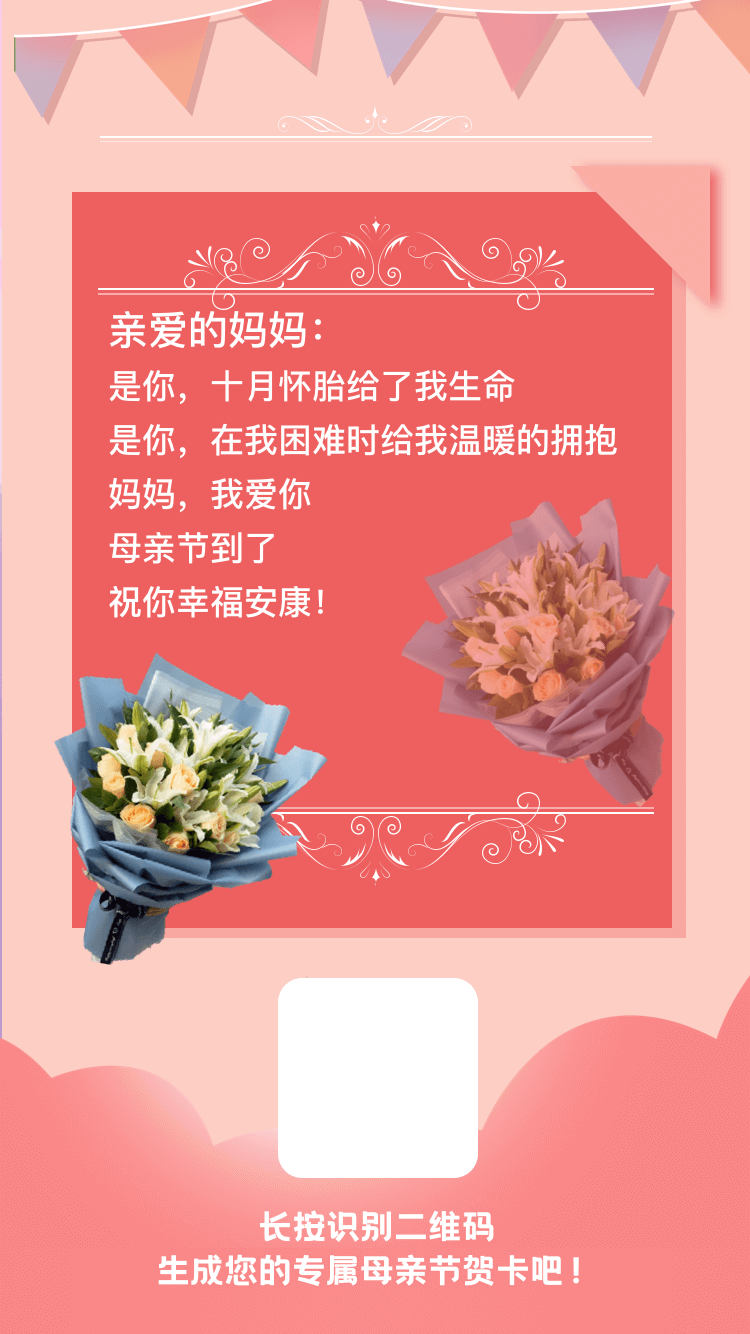 亲爱的妈妈：
是你，十月怀胎给了我生命
是你，在我困难时给我温暖的拥抱
妈妈，我爱你
母亲节到了
祝你幸福安康！
长按识别二维码
生成您的专属母亲节贺卡吧！